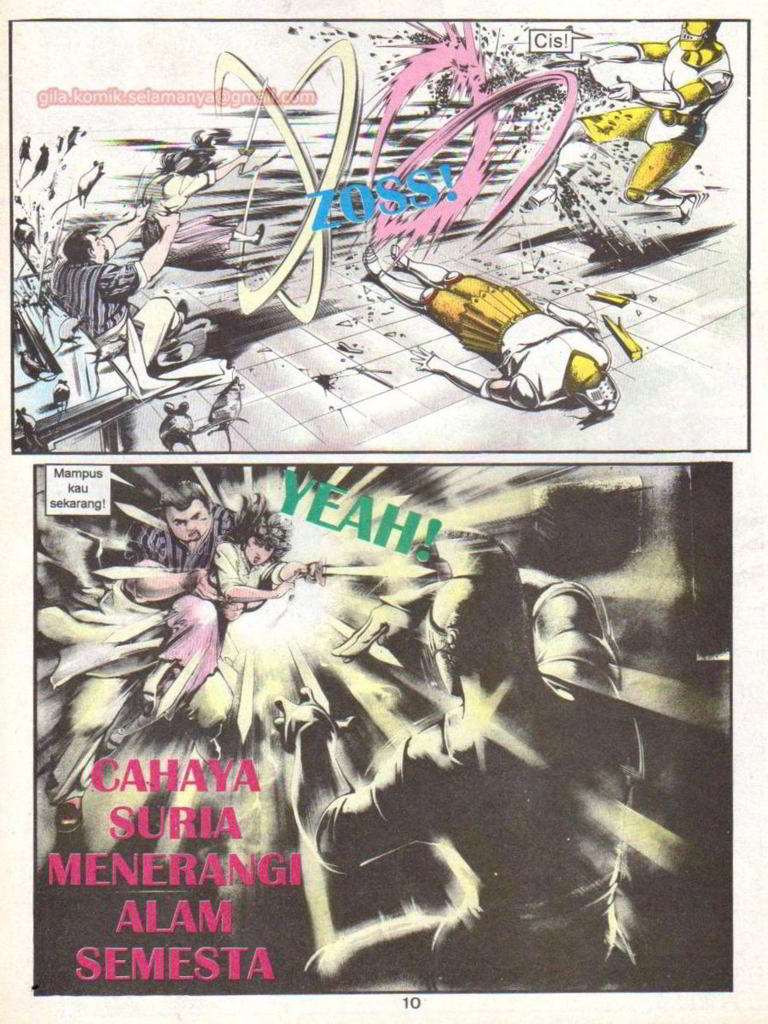 Cis!
gila.komik.selamanya@gmail.com
ZOSS!
Mampus
kau
sekarang!
YEAH!
CAHAYA
SURIA
MENERANGI
ALAM
SEMESTA
10